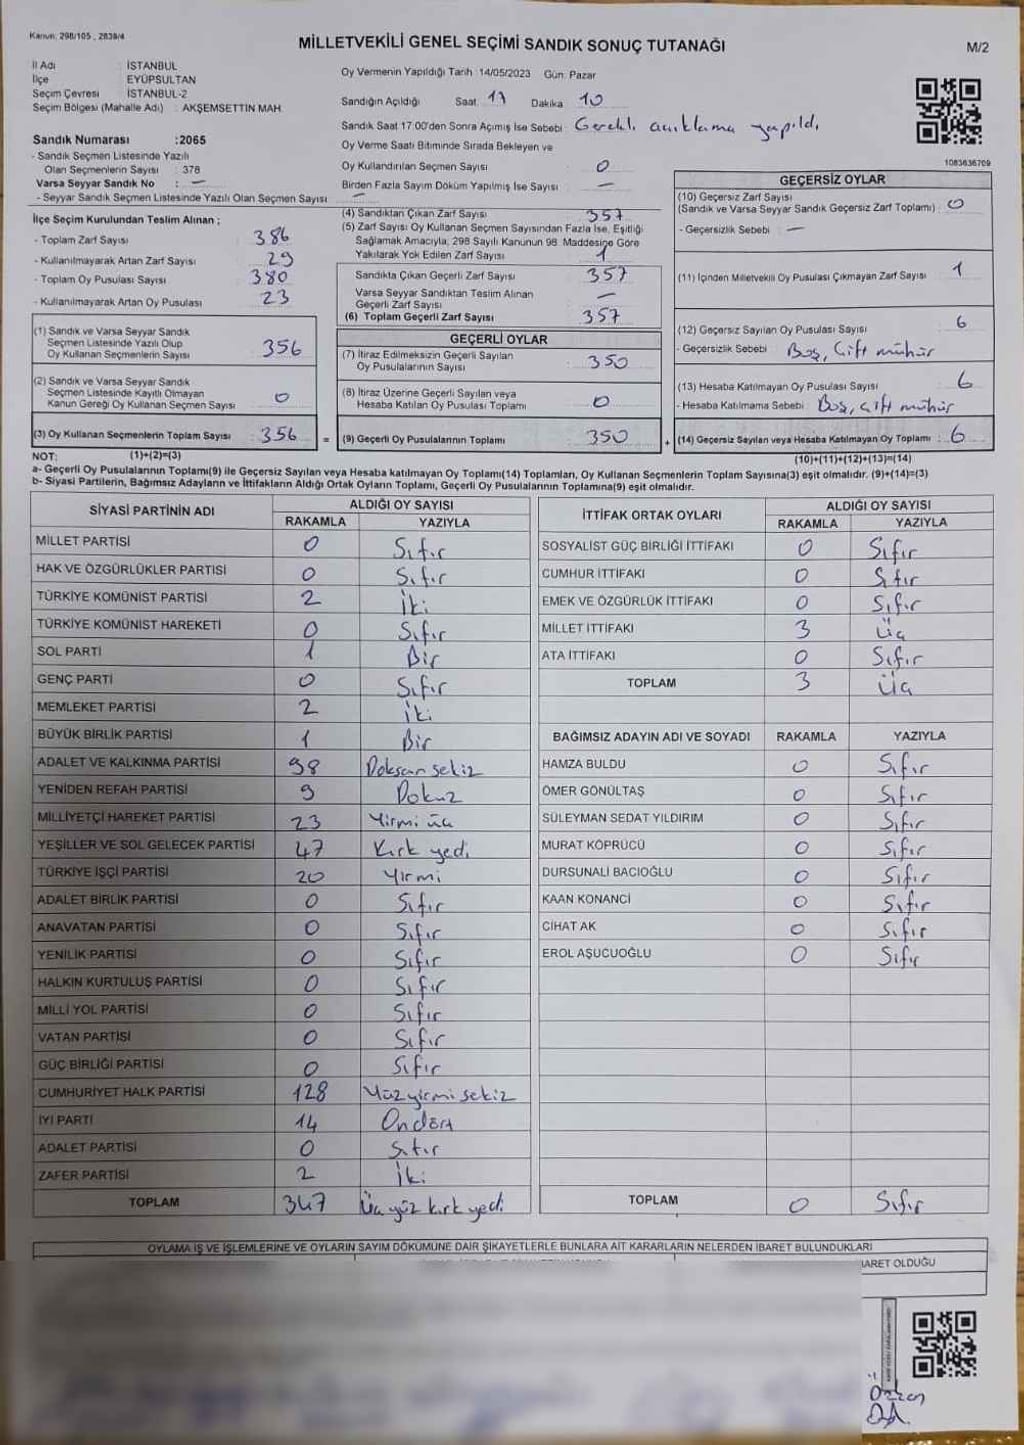 Kanun: 298/105 , 2839/4
MİLLETVEKİLİ GENEL SEÇİMİ SANDIK SONUÇ TUTANAĞI
M/2
İl Adı : İSTANBUL
İlçe : EYÜPSULTAN
Seçim Çevresi : İSTANBUL-2
Seçim Bölgesi (Mahalle Adı) : AKŞEMSETTİN MAH.
Sandık Numarası :2065
- Sandık Seçmen Listesinde Yazılı
Olan Seçmenlerin Sayısı : 378
Varsa Seyyar Sandık No : —
- Seyyar Sandık Seçmen Listesinde Yazılı Olan Seçmen Sayısı : —
Oy Vermenin Yapıldığı Tarih :14/05/2023 Gün: Pazar
Sandığın Açıldığı Saat: 17 Dakika 10
Sandık Saat 17:00'den Sonra Açılmış İse Sebebi: Gerekli açıklama yapıldı.
Oy Verme Saati Bitiminde Sırada Bekleyen ve
Oy Kullandırılan Seçmen Sayısı 0
Birden Fazla Sayım Döküm Yapılmış İse Sayısı —
1083636709
İlçe Seçim Kurulundan Teslim Alınan ;
- Toplam Zarf Sayısı : 386
- Kullanılmayarak Artan Zarf Sayısı : 29
- Toplam Oy Pusulası Sayısı : 380
- Kullanılmayarak Artan Oy Pusulası : 23
(1) Sandık ve Varsa Seyyar Sandık
Seçmen Listesinde Yazılı Olup
Oy Kullanan Seçmenlerin Sayısı : 356
(2) Sandık ve Varsa Seyyar Sandık
Seçmen Listesinde Kayıtlı Olmayan
Kanun Gereği Oy Kullanan Seçmen Sayısı : 0
(3) Oy Kullanan Seçmenlerin Toplam Sayısı : 356 =
(1)+(2)=(3)
(4) Sandıktan Çıkan Zarf Sayısı : 357
(5) Zarf Sayısı Oy Kullanan Seçmen Sayısından Fazla İse, Eşitliği
Sağlamak Amacıyla, 298 Sayılı Kanunun 98. Maddesine Göre
Yakılarak Yok Edilen Zarf Sayısı : 1
Sandıkta Çıkan Geçerli Zarf Sayısı : 357
Varsa Seyyar Sandıktan Teslim Alınan
Geçerli Zarf Sayısı : —
(6) Toplam Geçerli Zarf Sayısı : 357
GEÇERLİ OYLAR
(7) İtiraz Edilmeksizin Geçerli Sayılan
Oy Pusulalarının Sayısı : 350
(8) İtiraz Üzerine Geçerli Sayılan veya
Hesaba Katılan Oy Pusulası Toplamı : 0
(9) Geçerli Oy Pusulalarının Toplamı : 350 +
GEÇERSİZ OYLAR
(10) Geçersiz Zarf Sayısı
(Sandık ve Varsa Seyyar Sandık Geçersiz Zarf Toplamı) : 0
- Geçersizlik Sebebi : —
(11) İçinden Milletvekili Oy Pusulası Çıkmayan Zarf Sayısı : 1
(12) Geçersiz Sayılan Oy Pusulası Sayısı : 6
- Geçersizlik Sebebi : Boş, Çift mühür
(13) Hesaba Katılmayan Oy Pusulası Sayısı : 6
- Hesaba Katılmama Sebebi : Boş, çift mühür
(14) Geçersiz Sayılan veya Hesaba Katılmayan Oy Toplamı : 6
(10)+(11)+(12)+(13)=(14)
NOT:
a- Geçerli Oy Pusulalarının Toplamı(9) ile Geçersiz Sayılan veya Hesaba katılmayan Oy Toplamı(14) Toplamları, Oy Kullanan Seçmenlerin Toplam Sayısına(3) eşit olmalıdır. (9)+(14)=(3)
b- Siyasi Partilerin, Bağımsız Adayların ve İttifakların Aldığı Ortak Oyların Toplamı, Geçerli Oy Pusulalarının Toplamına(9) eşit olmalıdır.
SİYASİ PARTİNİN ADI ALDIĞI OY SAYISI
RAKAMLA YAZIYLA
MİLLET PARTİSİ 0 Sıfır
HAK VE ÖZGÜRLÜKLER PARTİSİ 0 Sıfır
TÜRKİYE KOMÜNİST PARTİSİ 2 İki
TÜRKİYE KOMÜNİST HAREKETİ 0 Sıfır
SOL PARTİ 1 Bir
GENÇ PARTİ 0 Sıfır
MEMLEKET PARTİSİ 2 İki
BÜYÜK BİRLİK PARTİSİ 1 Bir
ADALET VE KALKINMA PARTİSİ 98 Doksan sekiz
YENİDEN REFAH PARTİSİ 9 Dokuz
MİLLİYETÇİ HAREKET PARTİSİ 23 Yirmi üç
YEŞİLLER VE SOL GELECEK PARTİSİ 47 Kırk yedi
TÜRKİYE İŞÇİ PARTİSİ 20 Yirmi
ADALET BİRLİK PARTİSİ 0 Sıfır
ANAVATAN PARTİSİ 0 Sıfır
YENİLİK PARTİSİ 0 Sıfır
HALKIN KURTULUŞ PARTİSİ 0 Sıfır
MİLLİ YOL PARTİSİ 0 Sıfır
VATAN PARTİSİ 0 Sıfır
GÜÇ BİRLİĞİ PARTİSİ 0 Sıfır
CUMHURİYET HALK PARTİSİ 128 Yüz yirmi sekiz
İYİ PARTİ 14 Ondört
ADALET PARTİSİ 0 Sıfır
ZAFER PARTİSİ 2 İki
TOPLAM 347 Üç yüz kırk yedi
İTTİFAK ORTAK OYLARI ALDIĞI OY SAYISI
RAKAMLA YAZIYLA
SOSYALİST GÜÇ BİRLİĞİ İTTİFAKI 0 Sıfır
CUMHUR İTTİFAKI 0 Sıfır
EMEK VE ÖZGÜRLÜK İTTİFAKI 0 Sıfır
MİLLET İTTİFAKI 3 Üç
ATA İTTİFAKI 0 Sıfır
TOPLAM 3 Üç
BAĞIMSIZ ADAYIN ADI VE SOYADI RAKAMLA YAZIYLA
HAMZA BULDU 0 Sıfır
ÖMER GÖNÜLTAŞ 0 Sıfır
SÜLEYMAN SEDAT YILDIRIM 0 Sıfır
MURAT KÖPRÜCÜ 0 Sıfır
DURSUNALİ BACIOĞLU 0 Sıfır
KAAN KONANCİ 0 Sıfır
CİHAT AK 0 Sıfır
EROL AŞUCUOĞLU 0 Sıfır
TOPLAM 0 Sıfır
OYLAMA İŞ VE İŞLEMLERİNE VE OYLARIN SAYIM DÖKÜMÜNE DAİR ŞİKAYETLERLE BUNLARA AİT KARARLARIN NELERDEN İBARET BULUNDUKLARI
BARET OLDUĞU